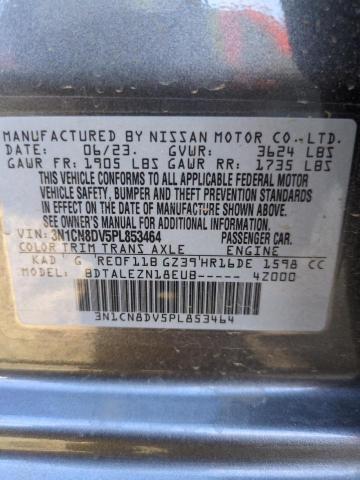 MANUFACTURED BY NISSAN MOTOR CO., LTD.
DATE: 06/23. GVWR: 3624 LBS
GAWR FR: 1905 LBS GAWR RR: 1735 LBS
THIS VEHICLE CONFORMS TO ALL APPLICABLE FEDERAL MOTOR
VEHICLE SAFETY, BUMPER AND THEFT PREVENTION STANDARDS
IN EFFECT ON THE DATE OF MANUFACTURE SHOWN ABOVE.
SEE OWNERS MANUAL FOR ADDITIONAL INFORMATION.
VIN: 3N1CN8DV5PL853464 PASSENGER CAR.
COLOR TRIM TRANS AXLE ENGINE
KAD G RE0F11B GZ39 HR16DE 1598 CC
BDTALEZN18EUB----- 4Z000
3N1CN8DV5PL853464